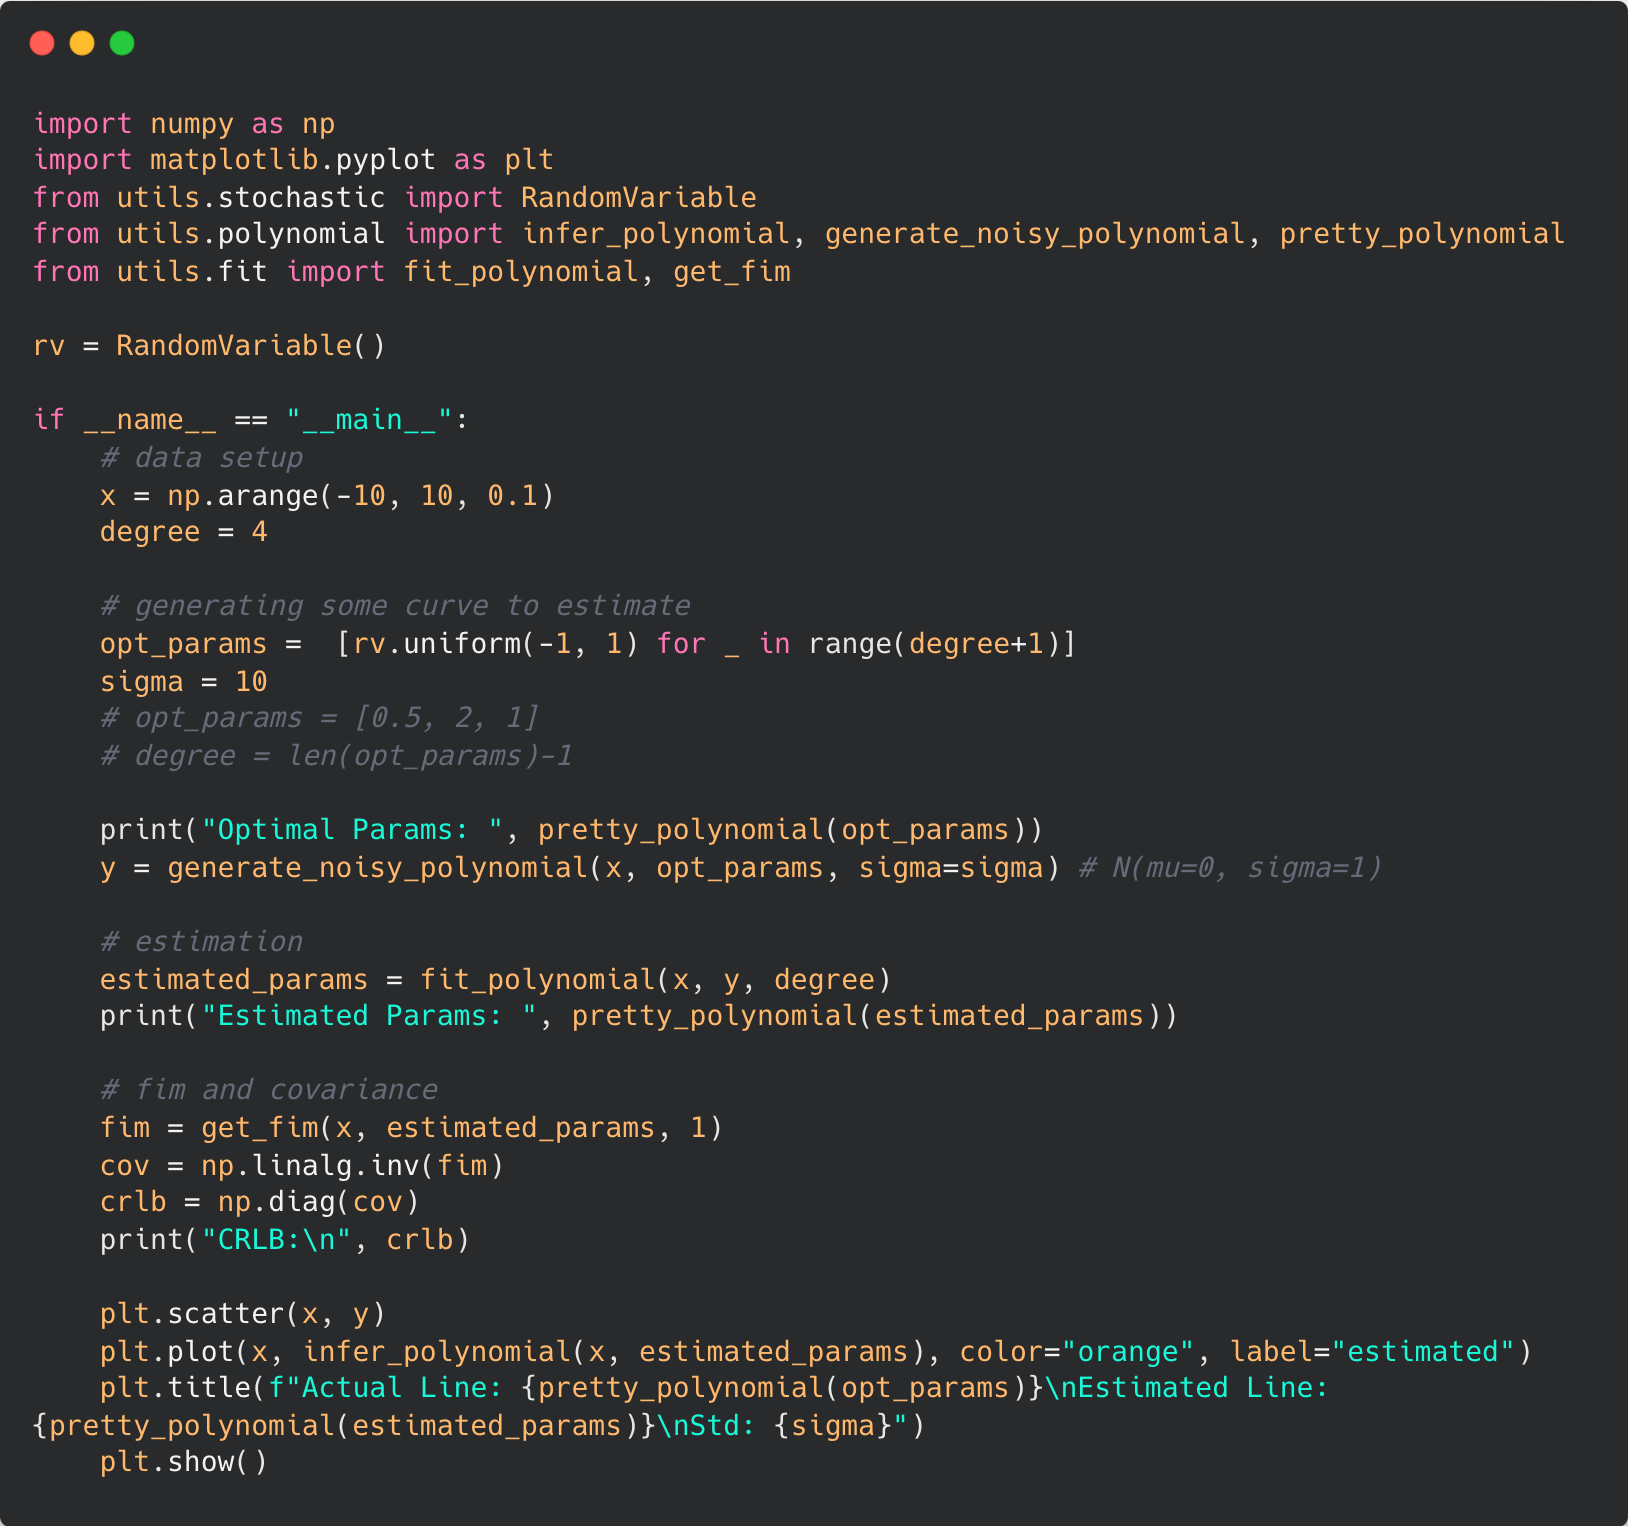 import numpy as np
import matplotlib.pyplot as plt
from utils.stochastic import RandomVariable
from utils.polynomial import infer_polynomial, generate_noisy_polynomial, pretty_polynomial
from utils.fit import fit_polynomial, get_fim

rv = RandomVariable()

if __name__ == "__main__":
    # data setup
    x = np.arange(-10, 10, 0.1)
    degree = 4

    # generating some curve to estimate
    opt_params =  [rv.uniform(-1, 1) for _ in range(degree+1)]
    sigma = 10
    # opt_params = [0.5, 2, 1]
    # degree = len(opt_params)-1

    print("Optimal Params: ", pretty_polynomial(opt_params))
    y = generate_noisy_polynomial(x, opt_params, sigma=sigma) # N(mu=0, sigma=1)

    # estimation
    estimated_params = fit_polynomial(x, y, degree)
    print("Estimated Params: ", pretty_polynomial(estimated_params))

    # fim and covariance
    fim = get_fim(x, estimated_params, 1)
    cov = np.linalg.inv(fim)
    crlb = np.diag(cov)
    print("CRLB:\n", crlb)

    plt.scatter(x, y)
    plt.plot(x, infer_polynomial(x, estimated_params), color="orange", label="estimated")
    plt.title(f"Actual Line: {pretty_polynomial(opt_params)}\nEstimated Line:
{pretty_polynomial(estimated_params)}\nStd: {sigma}")
    plt.show()